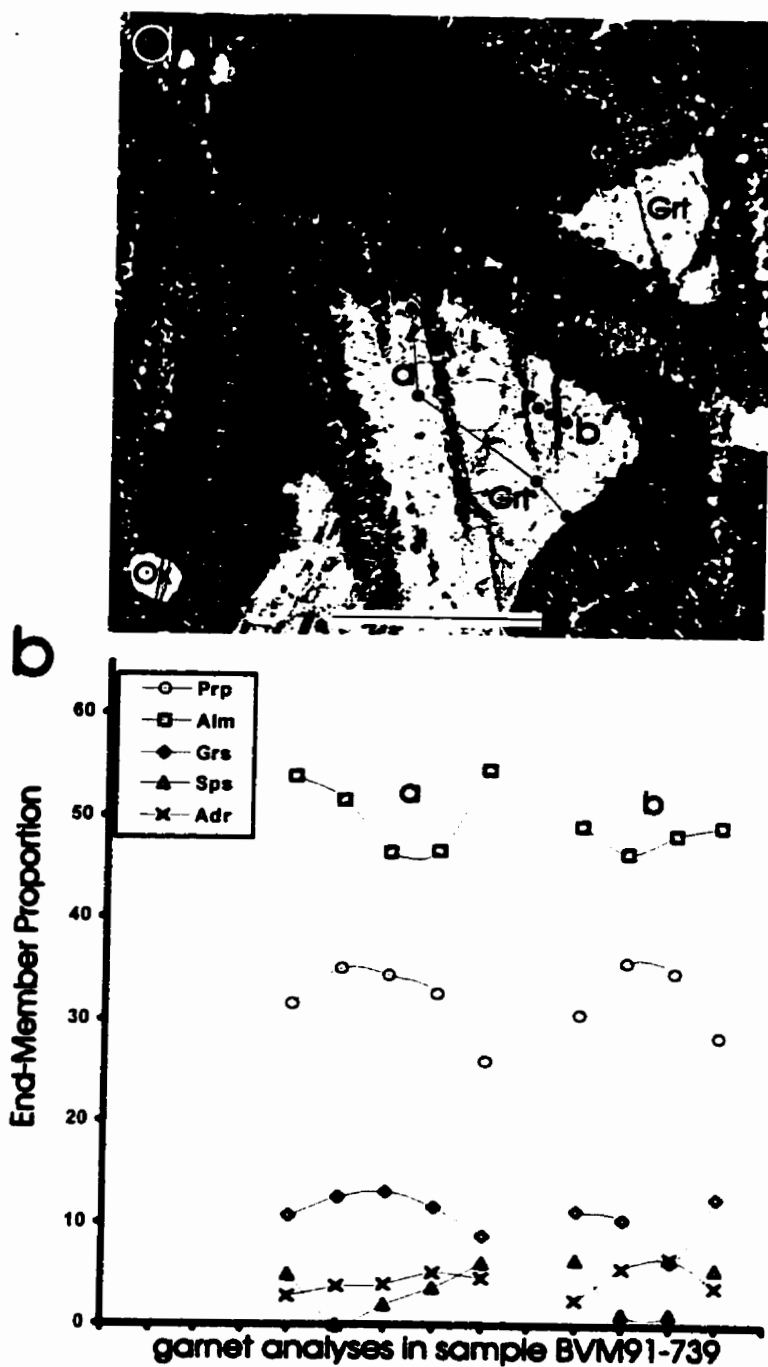 a
Grt
a
b
Grt
b
Prp
Alm
Grs
Sps
Adr
60
50
40
30
20
10
0
a
b
End-Member Proportion
garnet analyses in sample BVM91-739